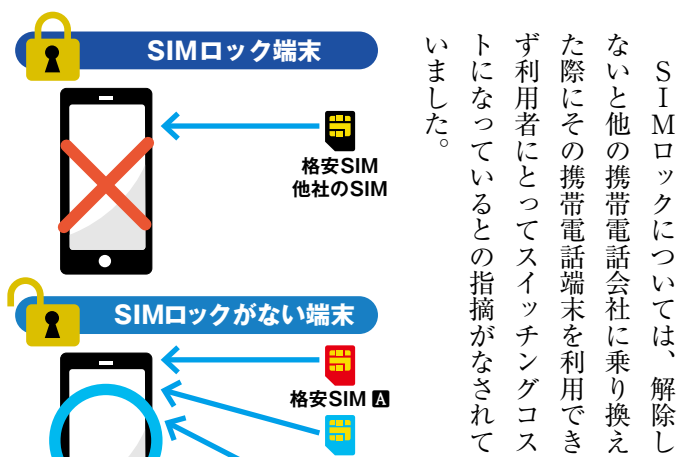 SIMロックについては、解除し
ないと他の携帯電話会社に乗り換え
た際にその携帯電話端末を利用でき
ず利用者にとってスイッチングコス
トになっているとの指摘がなされて
いました。
SIMロック端末
格安SIM
他社のSIM
SIMロックがない端末
格安SIM A